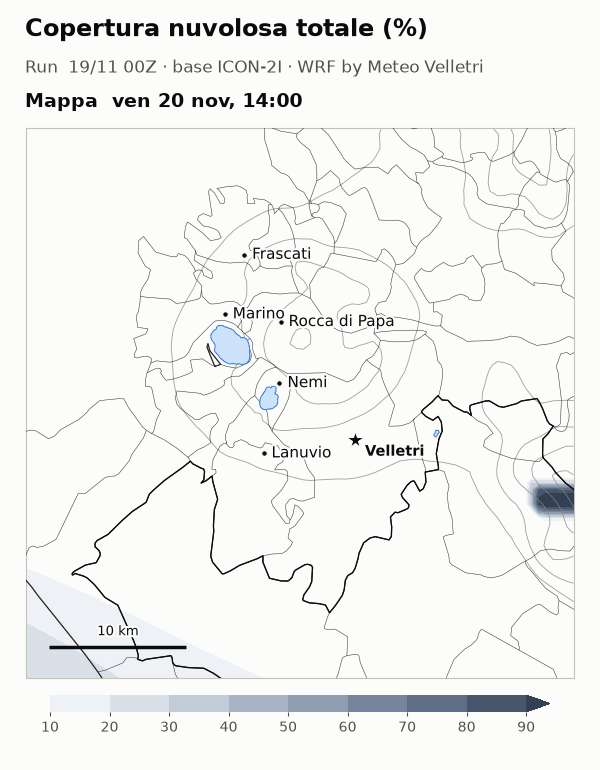 Copertura nuvolosa totale (%)
Run 19/11 00Z · base ICON-2I · WRF by Meteo Velletri
Mappa ven 20 nov, 14:00
Frascati
Marino
Rocca di Papa
Nemi
Velletri
Lanuvio
10 km
10 20 30 40 50 60 70 80 90